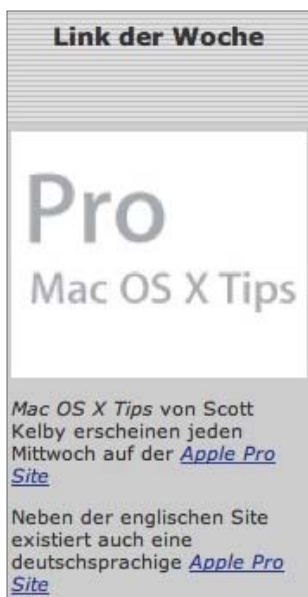 Link der Woche
Pro
Mac OS X Tips
Mac OS X Tips von Scott
Kelby erscheinen jeden
Mittwoch auf der Apple Pro
Site
Neben der englischen Site
existiert auch eine
deutschsprachige Apple Pro
Site